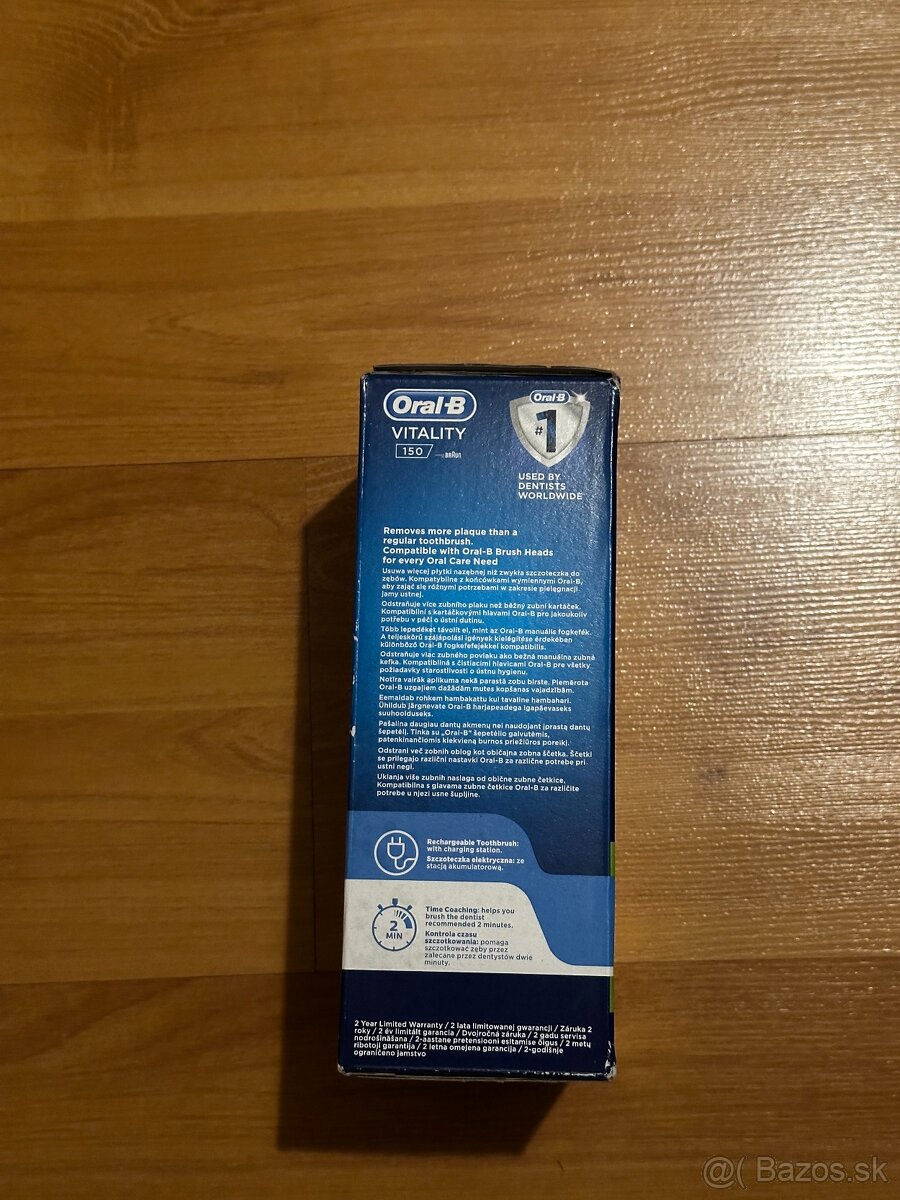 Oral-B
VITALITY
150 BRAUN
Oral-B
#1
USED BY
DENTISTS
WORLDWIDE
Removes more plaque than a
regular toothbrush.
Compatible with Oral-B Brush Heads
for every Oral Care Need
Usuwa więcej płytki nazębnej niż zwykła szczoteczka do
zębów. Kompatybilne z końcówkami wymiennymi Oral-B,
aby zająć się różnymi potrzebami w zakresie pielęgnacji
jamy ustnej.
Odstraňuje více zubního plaku než běžný zubní kartáček.
Kompatibilní s kartáčkovými hlavami Oral-B pro jakoukoliv
potřebu v péči o ústní dutinu.
Több lepedéket távolít el, mint az Oral-B manuális fogkefék.
A teljeskörű szájápolási igények kielégítése érdekében
különböző Oral-B fogkefefejekkel kompatibilis.
Odstraňuje viac zubného povlaku ako bežná manuálna zubná
kefka. Kompatibilná s čistiacimi hlavicami Oral-B pre všetky
požiadavky starostlivosti o ústnu hygienu.
Notīra vairāk aplikuma nekā parastā zobu birste. Piemērota
Oral-B uzgaļiem dažādām mutes kopšanas vajadzībām.
Eemaldab rohkem hambakattu kui tavaline hambahari.
Ühildub järgnevate Oral-B harjapeadega igapäevaseks
suuhoolduseks.
Pašalina daugiau dantų akmenų nei naudojant įprastą dantų
šepetėlį. Tinka su „Oral-B“ šepetėlio galvutėmis,
patenkinančiomis kiekvieną burnos priežiūros poreikį.
Odstrani več zobnih oblog kot običajna zobna ščetka. Ščetki
se prilegajo različni nastavki Oral-B za različne potrebe pri
ustni negi.
Uklanja više zubnih naslaga od obične zubne četkice.
Kompatibilna s glavama zubne četkice Oral-B za različite
potrebe u njezi usne šupljine.
Rechargeable Toothbrush:
with charging station.
Szczoteczka elektryczna: ze
stacją akumulatorową.
2
MIN
Time Coaching: helps you
brush the dentist
recommended 2 minutes.
Kontrola czasu
szczotkowania: pomaga
szczotkować zęby przez
zalecane przez dentystów dwie
minuty.
2 Year Limited Warranty / 2 lata limitowanej gwarancji / Záruka 2
roky / 2 év limitált garancia / Dvojročná záruka / 2 gadu servisa
nodrošināšana / 2-aastane pretensiooni esitamise õigus / 2 metų
ribotoji garantija / 2 letna omejena garancija / 2-godišnje
ograničeno jamstvo
@( Bazos.sk